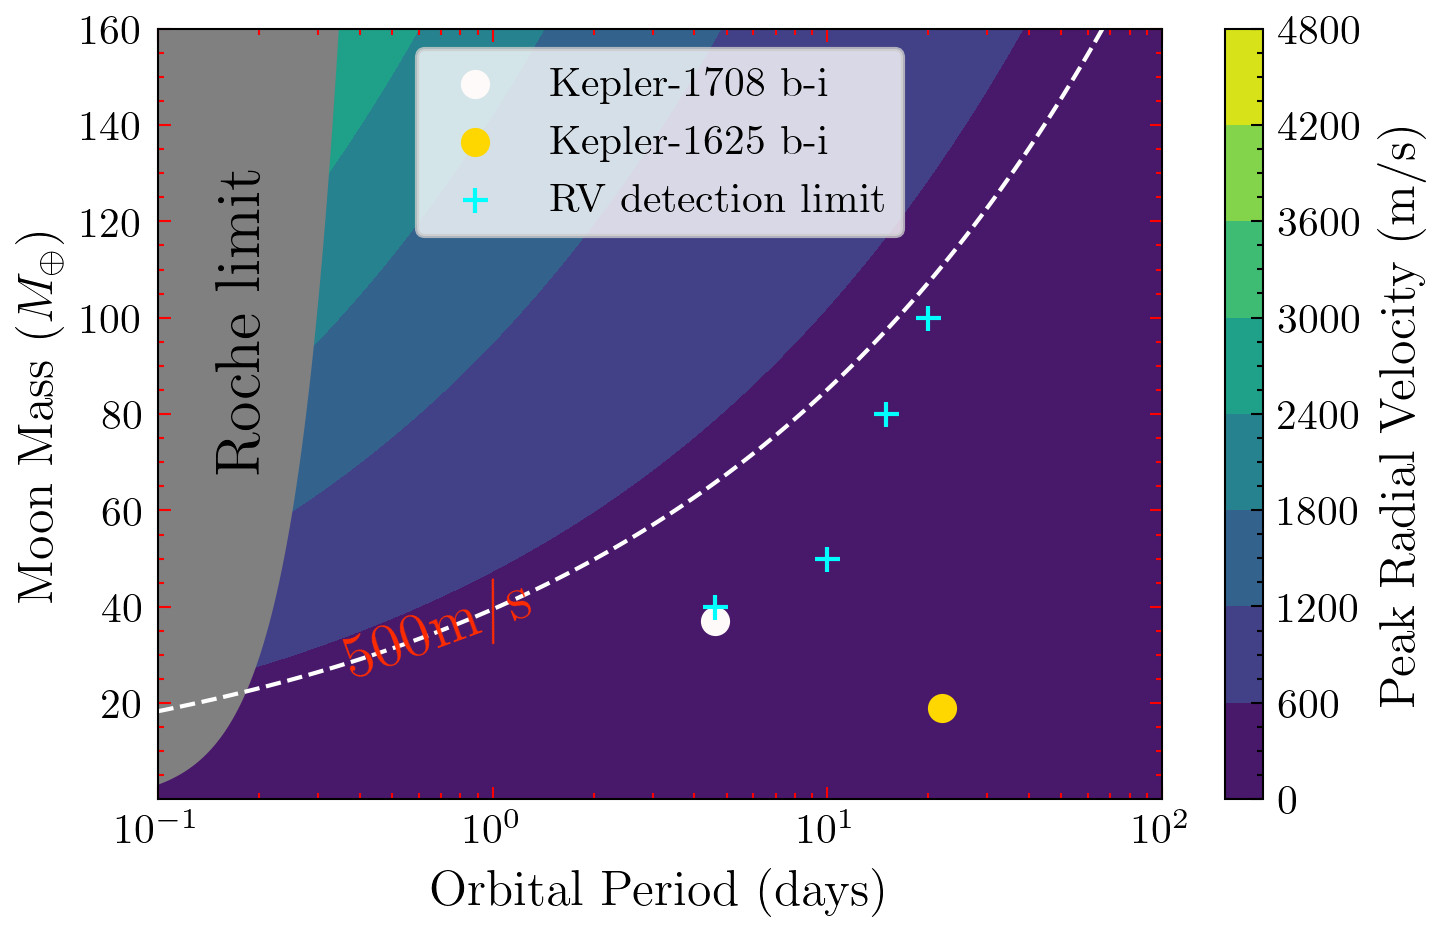 160
140
120
100
80
60
40
20
Moon Mass (M⊕)
Roche limit
Kepler-1708 b-i
Kepler-1625 b-i
RV detection limit
500m/s
10⁻¹
10⁰
10¹
10²
Orbital Period (days)
4800
4200
3600
3000
2400
1800
1200
600
0
Peak Radial Velocity (m/s)